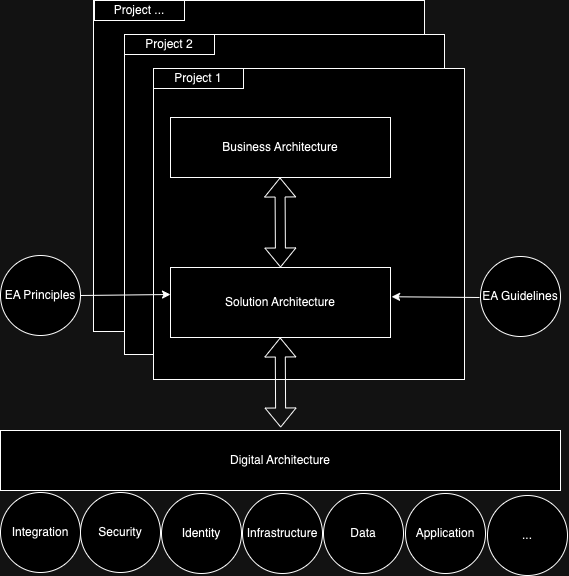 Project ...
Project 2
Project 1
Business Architecture
EA Principles
Solution Architecture
EA Guidelines
Digital Architecture
Integration
Security
Identity
Infrastructure
Data
Application
...